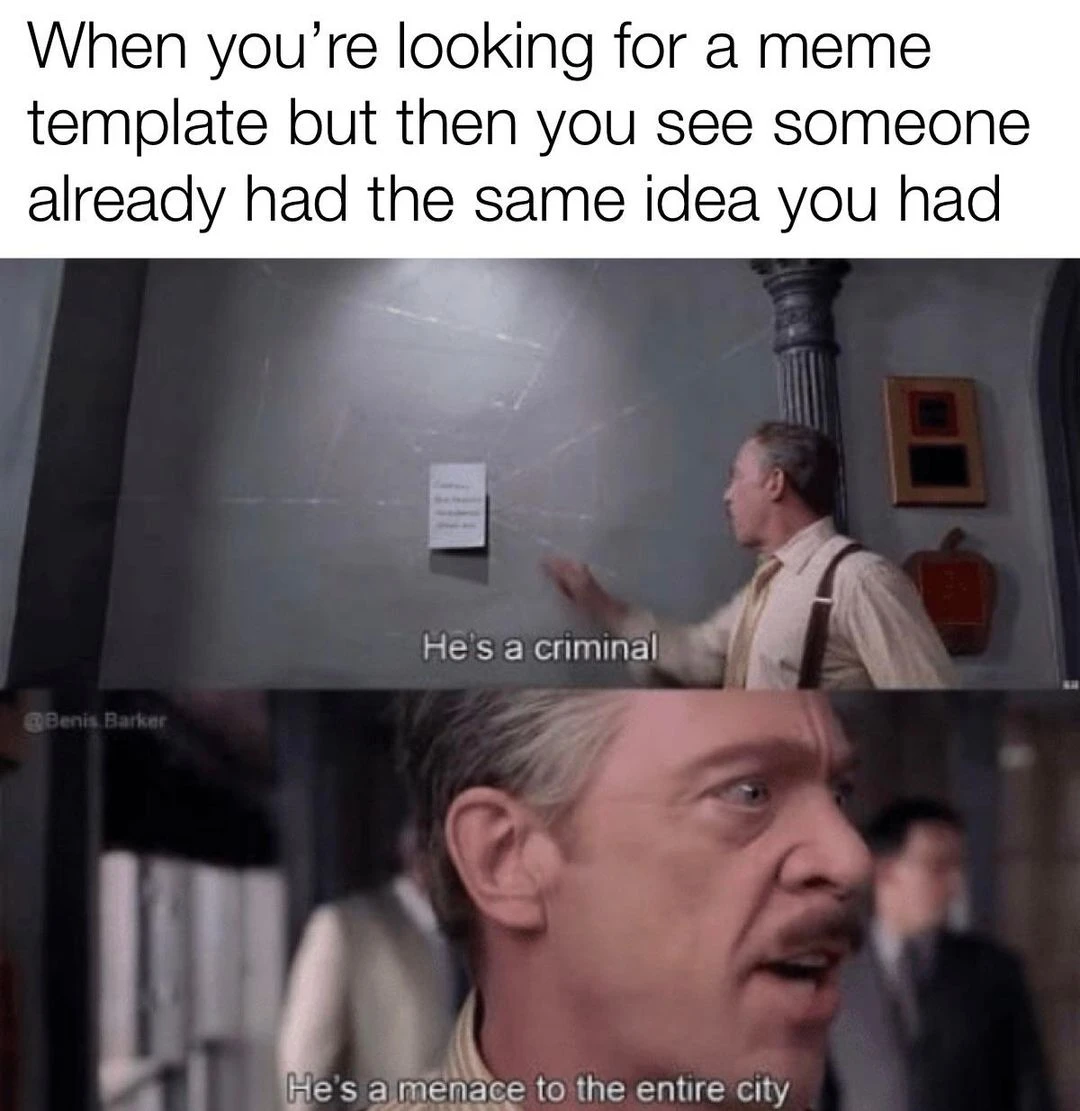 When you’re looking for a meme
template but then you see someone
already had the same idea you had
He's a criminal
@Benis.Barker
He's a menace to the entire city